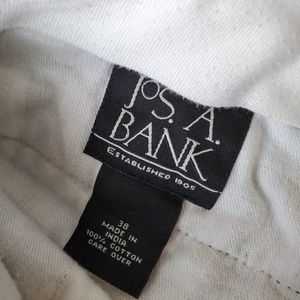 JOS. A.
BANK
ESTABLISHED 1905
38
MADE IN
INDIA
100% COTTON
CARE OVER